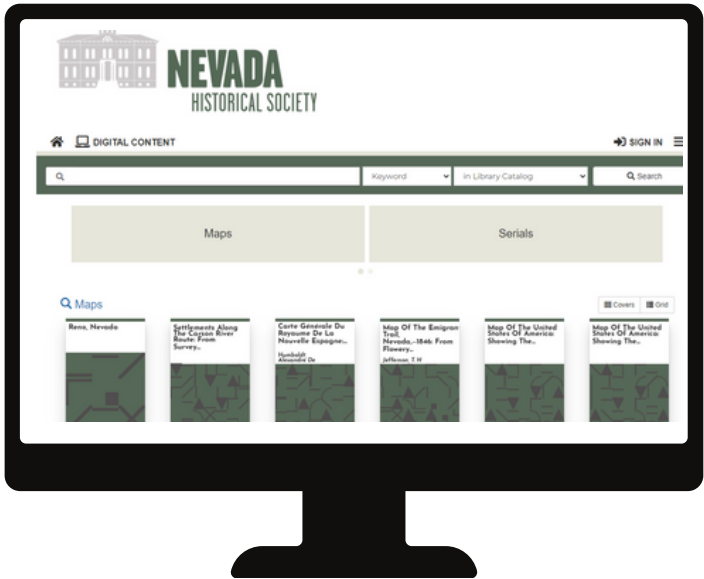 NEVADA
HISTORICAL SOCIETY
DIGITAL CONTENT
SIGN IN
Keyword
in Library Catalog
Search
Maps
Serials
Maps
Covers
Grid
Reno, Nevada
Settlements Along
The Carson River
Route: From
Survey...
Carte Générale Du
Royaume De La
Nouvelle Espagne...
Humboldt
Alexandre De
Map Of The Emigran
Trail,
Nevada,--1846: From
Flowery...
Jefferson, T H
Map Of The United
States Of America:
Showing The...
Map Of The United
States Of America:
Showing The...